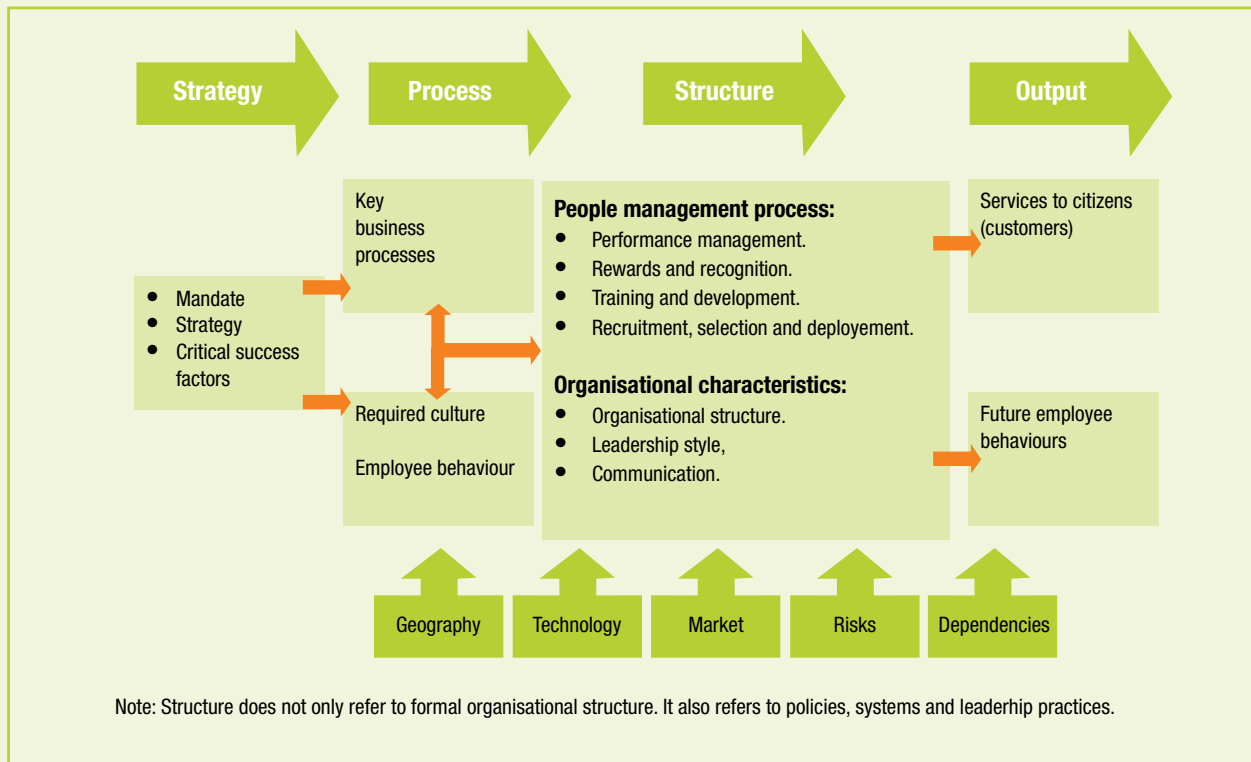 Strategy
Process
Structure
Output
Mandate
Strategy
Critical success
factors
Key
business
processes
Required culture
Employee behaviour
People management process:
Performance management.
Rewards and recognition.
Training and development.
Recruitment, selection and deployement.
Organisational characteristics:
Organisational structure.
Leadership style,
Communication.
Services to citizens
(customers)
Future employee
behaviours
Geography
Technology
Market
Risks
Dependencies
Note: Structure does not only refer to formal organisational structure. It also refers to policies, systems and leaderhip practices.